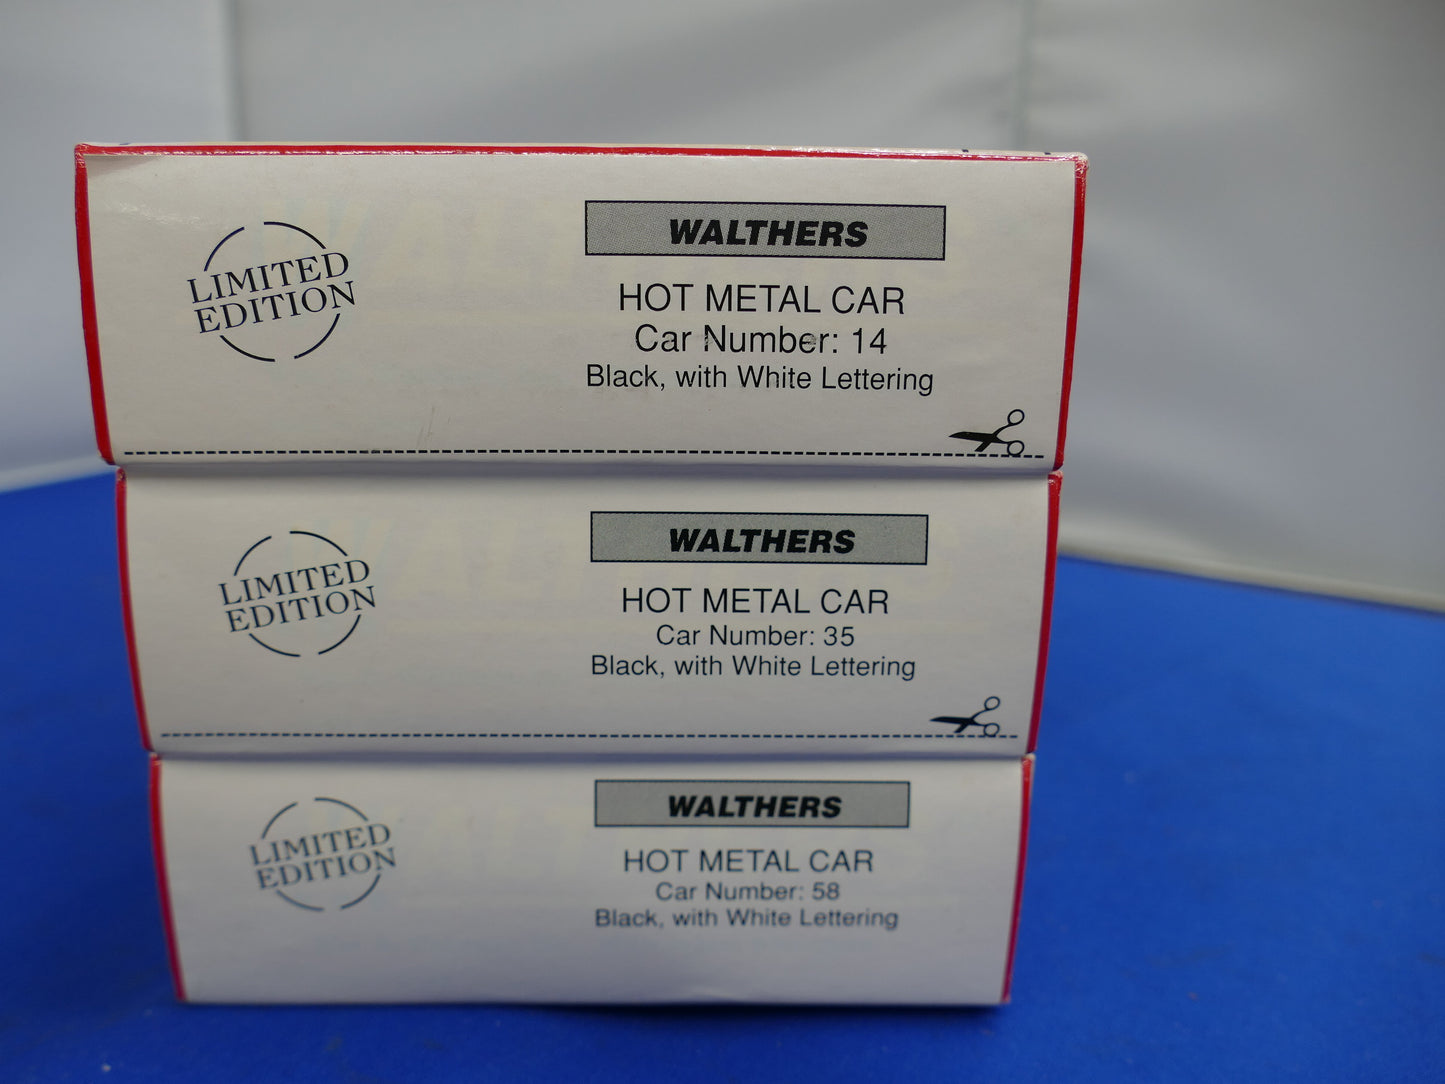 LIMITED
EDITION
WALTHERS
HOT METAL CAR
Car Number: 14
Black, with White Lettering
LIMITED
EDITION
WALTHERS
HOT METAL CAR
Car Number: 35
Black, with White Lettering
LIMITED
EDITION
WALTHERS
HOT METAL CAR
Car Number: 58
Black, with White Lettering